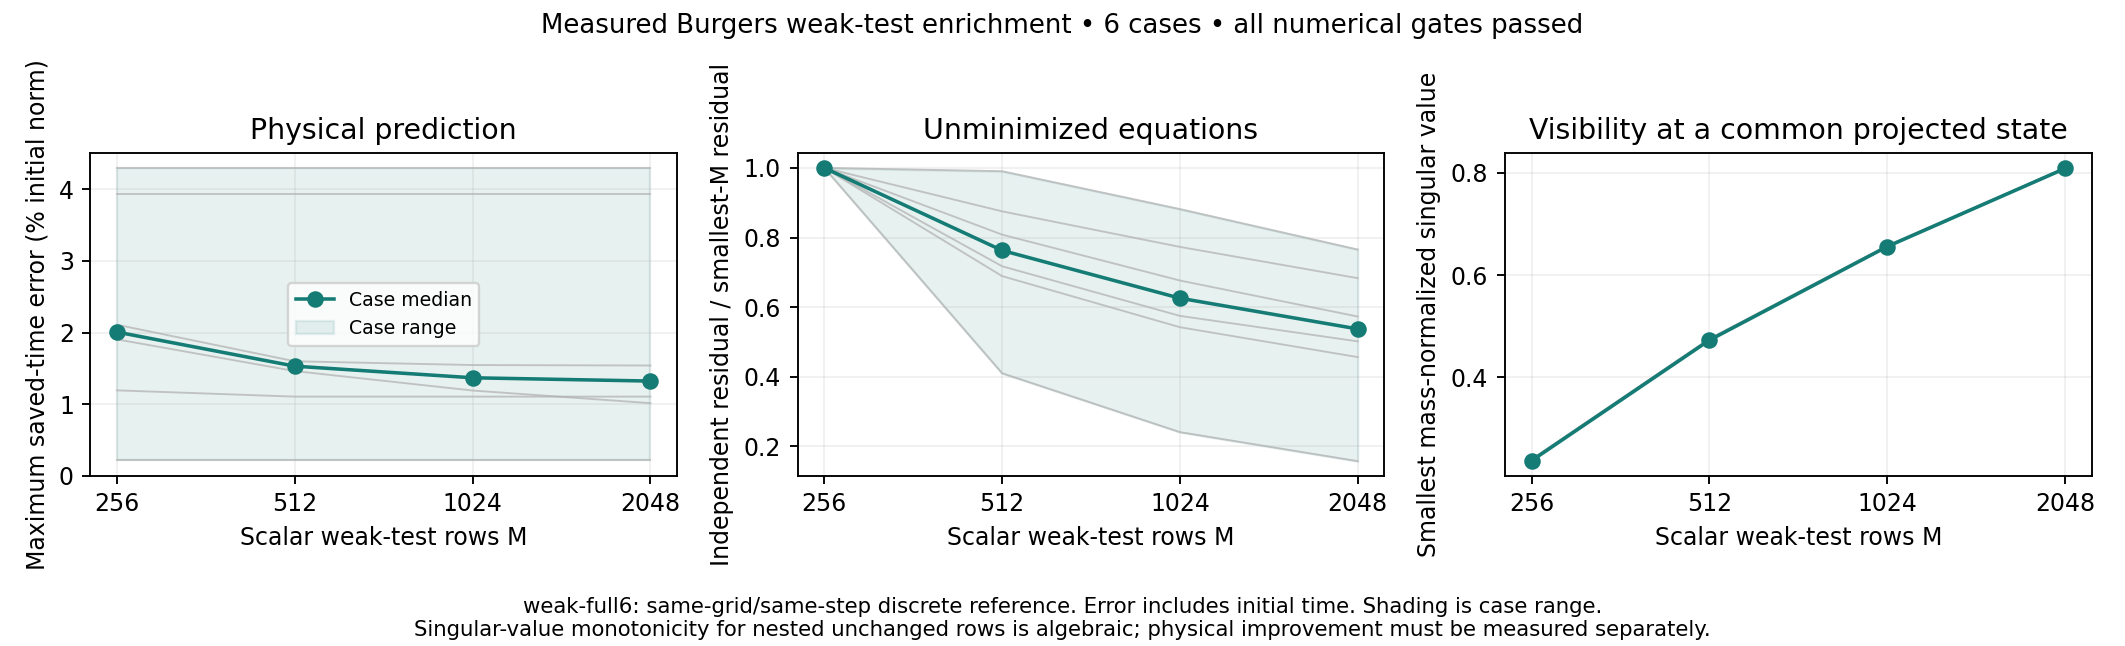 Measured Burgers weak-test enrichment • 6 cases • all numerical gates passed
Physical prediction
Maximum saved-time error (% initial norm)
4
3
2
1
0
Case median
Case range
256
512
1024
2048
Scalar weak-test rows M
Unminimized equations
Independent residual / smallest-M residual
1.0
0.8
0.6
0.4
0.2
256
512
1024
2048
Scalar weak-test rows M
Visibility at a common projected state
Smallest mass-normalized singular value
0.8
0.6
0.4
256
512
1024
2048
Scalar weak-test rows M
weak-full6: same-grid/same-step discrete reference. Error includes initial time. Shading is case range.
Singular-value monotonicity for nested unchanged rows is algebraic; physical improvement must be measured separately.